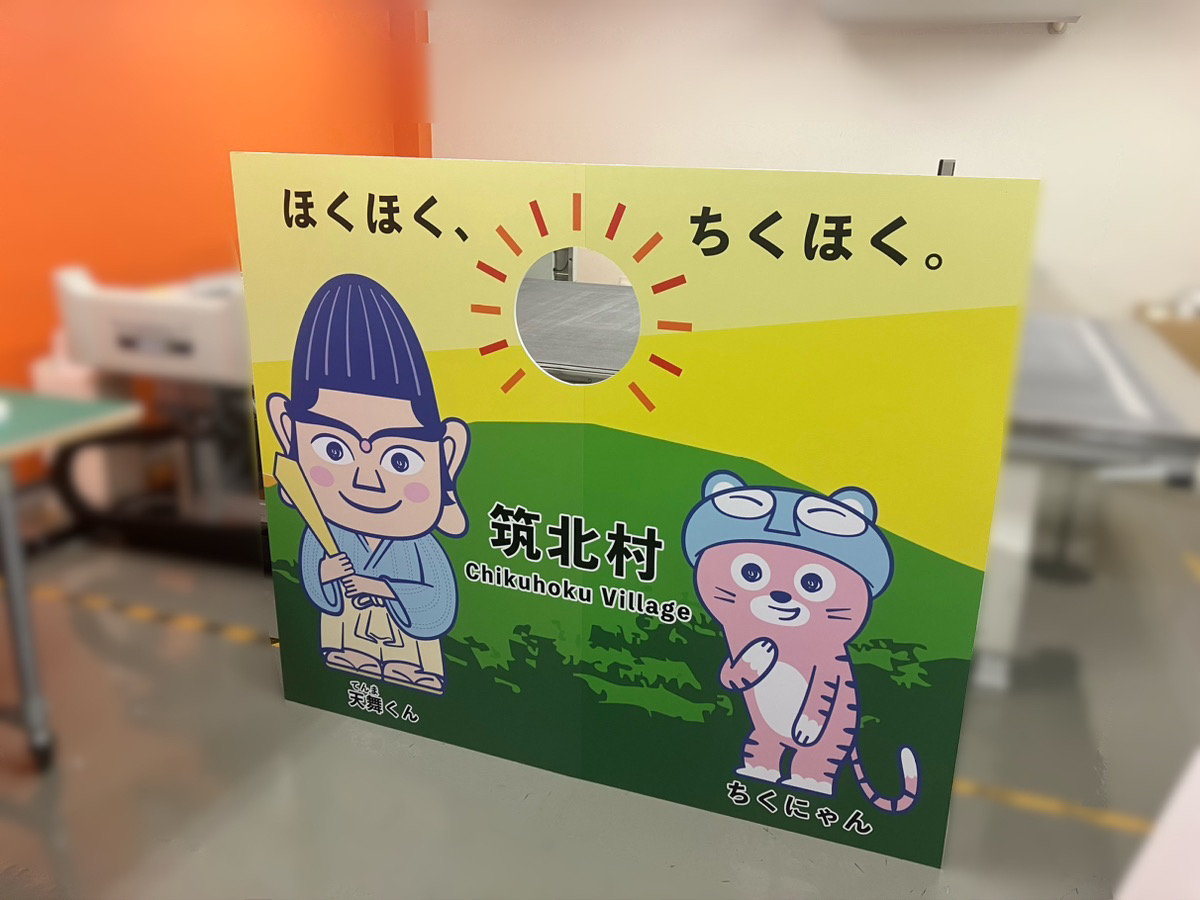 ほくほく、
ちくほく。
筑北村
Chikuhoku Village
てんま
天舞くん
ちくにゃん